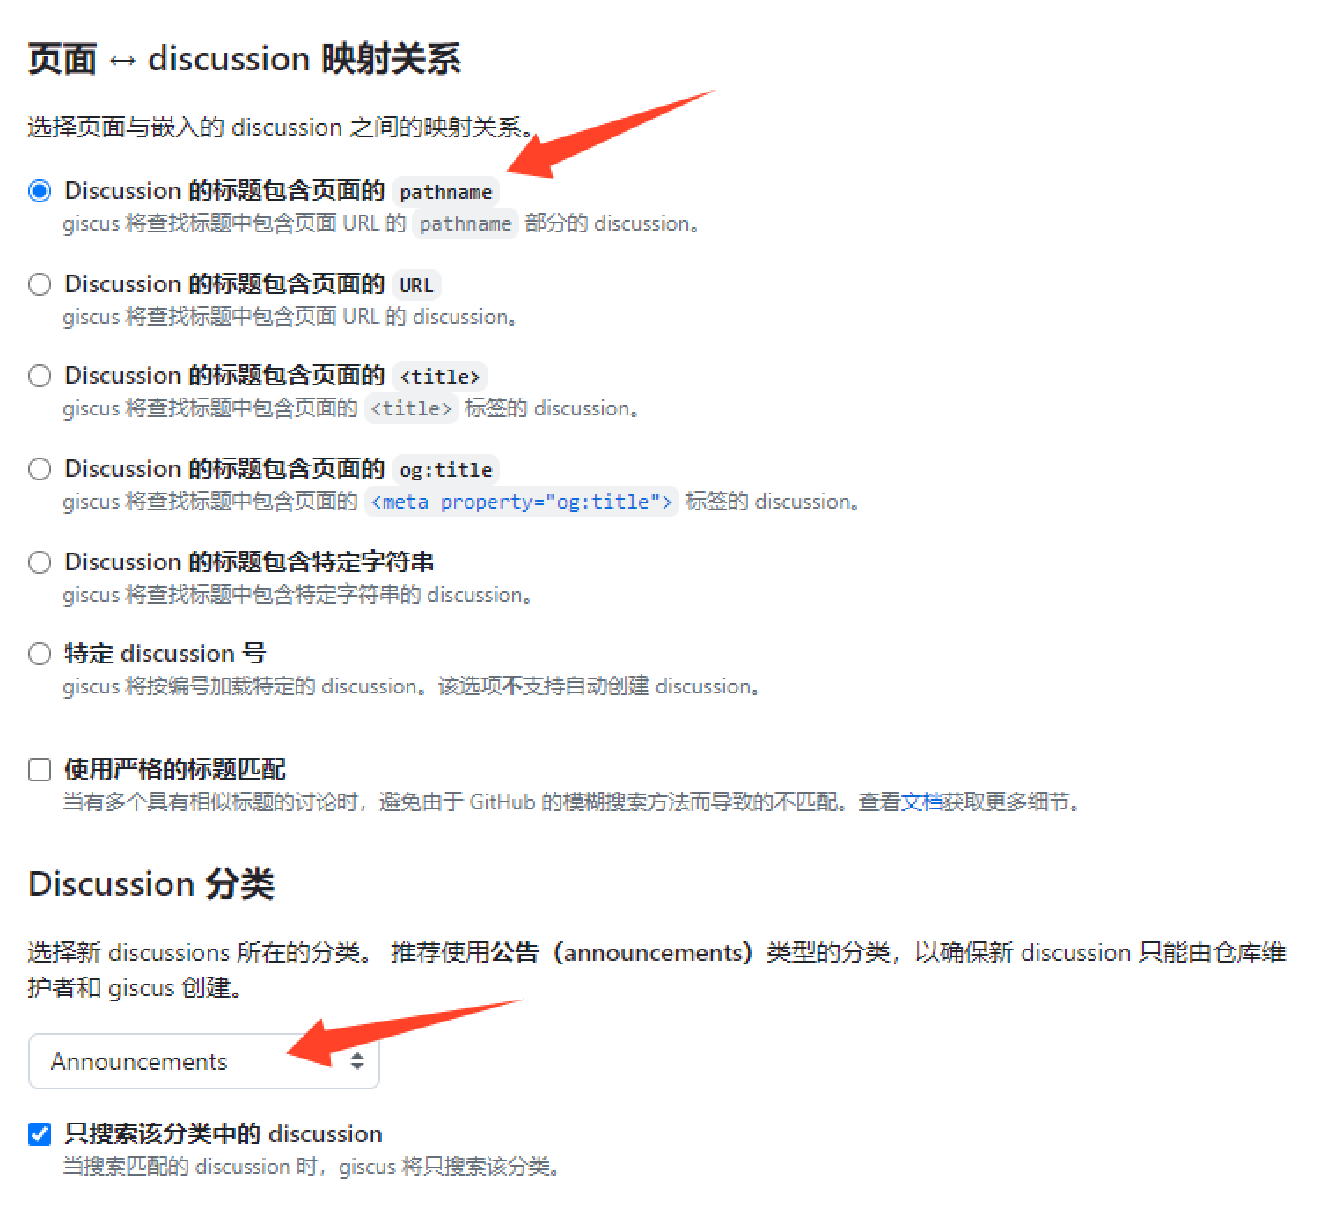 页面 ↔ discussion 映射关系
选择页面与嵌入的 discussion 之间的映射关系。
Discussion 的标题包含页面的 pathname
giscus 将查找标题中包含页面 URL 的 pathname 部分的 discussion。
Discussion 的标题包含页面的 URL
giscus 将查找标题中包含页面 URL 的 discussion。
Discussion 的标题包含页面的 <title>
giscus 将查找标题中包含页面的 <title> 标签的 discussion。
Discussion 的标题包含页面的 og:title
giscus 将查找标题中包含页面的 <meta property="og:title"> 标签的 discussion。
Discussion 的标题包含特定字符串
giscus 将查找标题中包含特定字符串的 discussion。
特定 discussion 号
giscus 将按编号加载特定的 discussion。该选项不支持自动创建 discussion。
使用严格的标题匹配
当有多个具有相似标题的讨论时，避免由于 GitHub 的模糊搜索方法而导致的不匹配。查看文档获取更多细节。
Discussion 分类
选择新 discussions 所在的分类。 推荐使用公告（announcements）类型的分类，以确保新 discussion 只能由仓库维
护者和 giscus 创建。
Announcements
只搜索该分类中的 discussion
当搜索匹配的 discussion 时，giscus 将只搜索该分类。